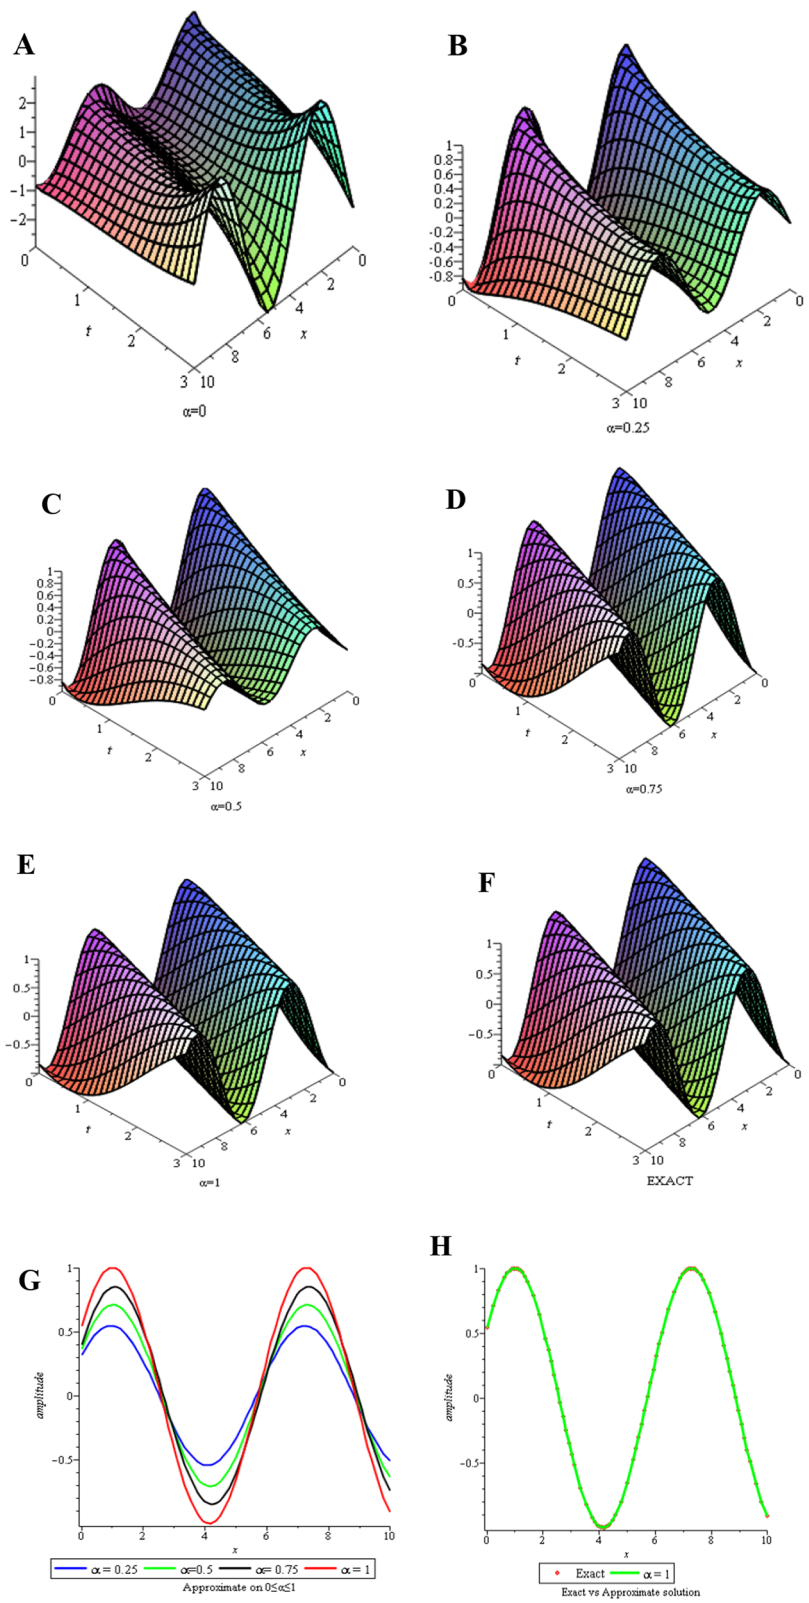 A
2
1
0
−1
−2
0
1
2
3
t
10
8
6
4
2
0
x
α=0
B
1
0.8
0.6
0.4
0.2
0
−0.2
−0.4
−0.6
−0.8
0
1
2
3
t
10
8
6
4
2
0
x
α=0.25
C
1
0.8
0.6
0.4
0.2
0
−0.2
−0.4
−0.6
−0.8
0
1
2
3
t
10
8
6
4
2
0
x
α=0.5
D
1
0.5
0
−0.5
0
1
2
3
t
10
8
6
4
2
0
x
α=0.75
E
1
0.5
0
−0.5
0
1
2
3
t
10
8
6
4
2
0
x
α=1
F
1
0.5
0
−0.5
0
1
2
3
t
10
8
6
4
2
0
x
EXACT
G
1
0.5
0
−0.5
amplitude
0 2 4 6 8 10
x
α = 0.25 α=0.5 α= 0.75 α = 1
Approximate on 0≤α≤1
H
1
0.5
0
−0.5
amplitude
0 2 4 6 8 10
x
Exact α = 1
Exact vs Approximate solution